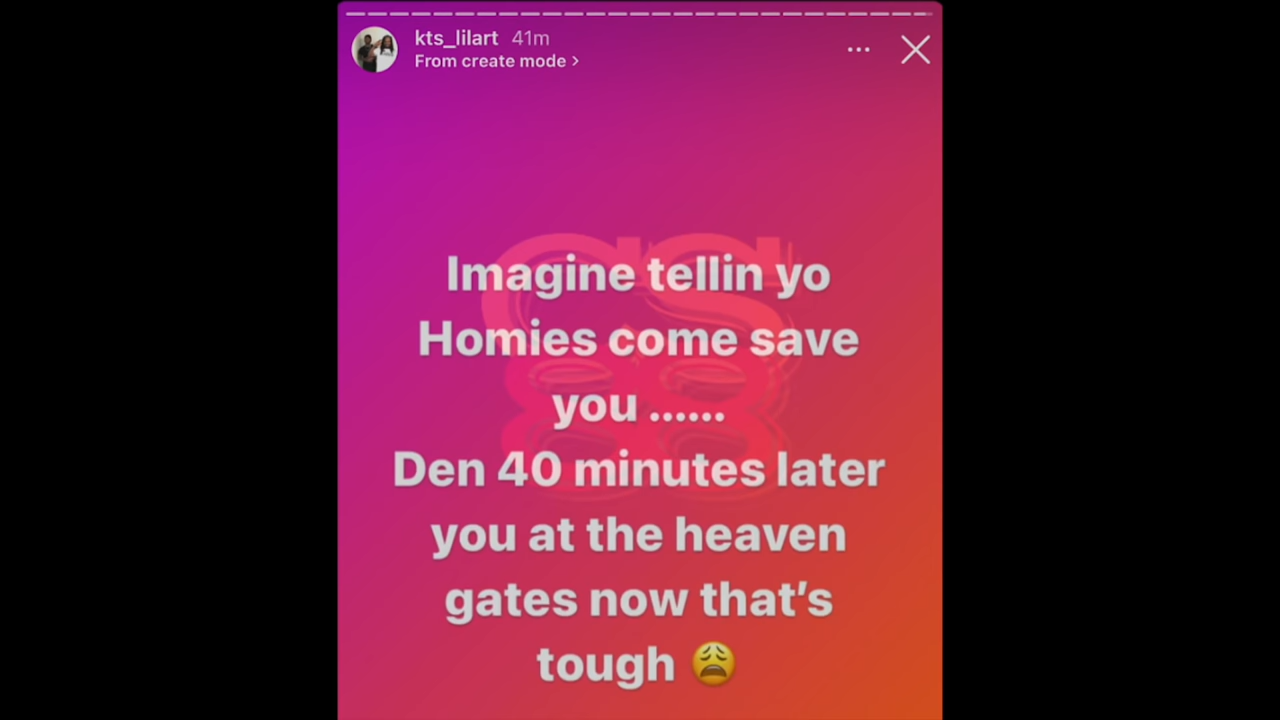 kts_lilart 41m
From create mode >
Imagine tellin yo
Homies come save
you ......
Den 40 minutes later
you at the heaven
gates now that's
tough 😩